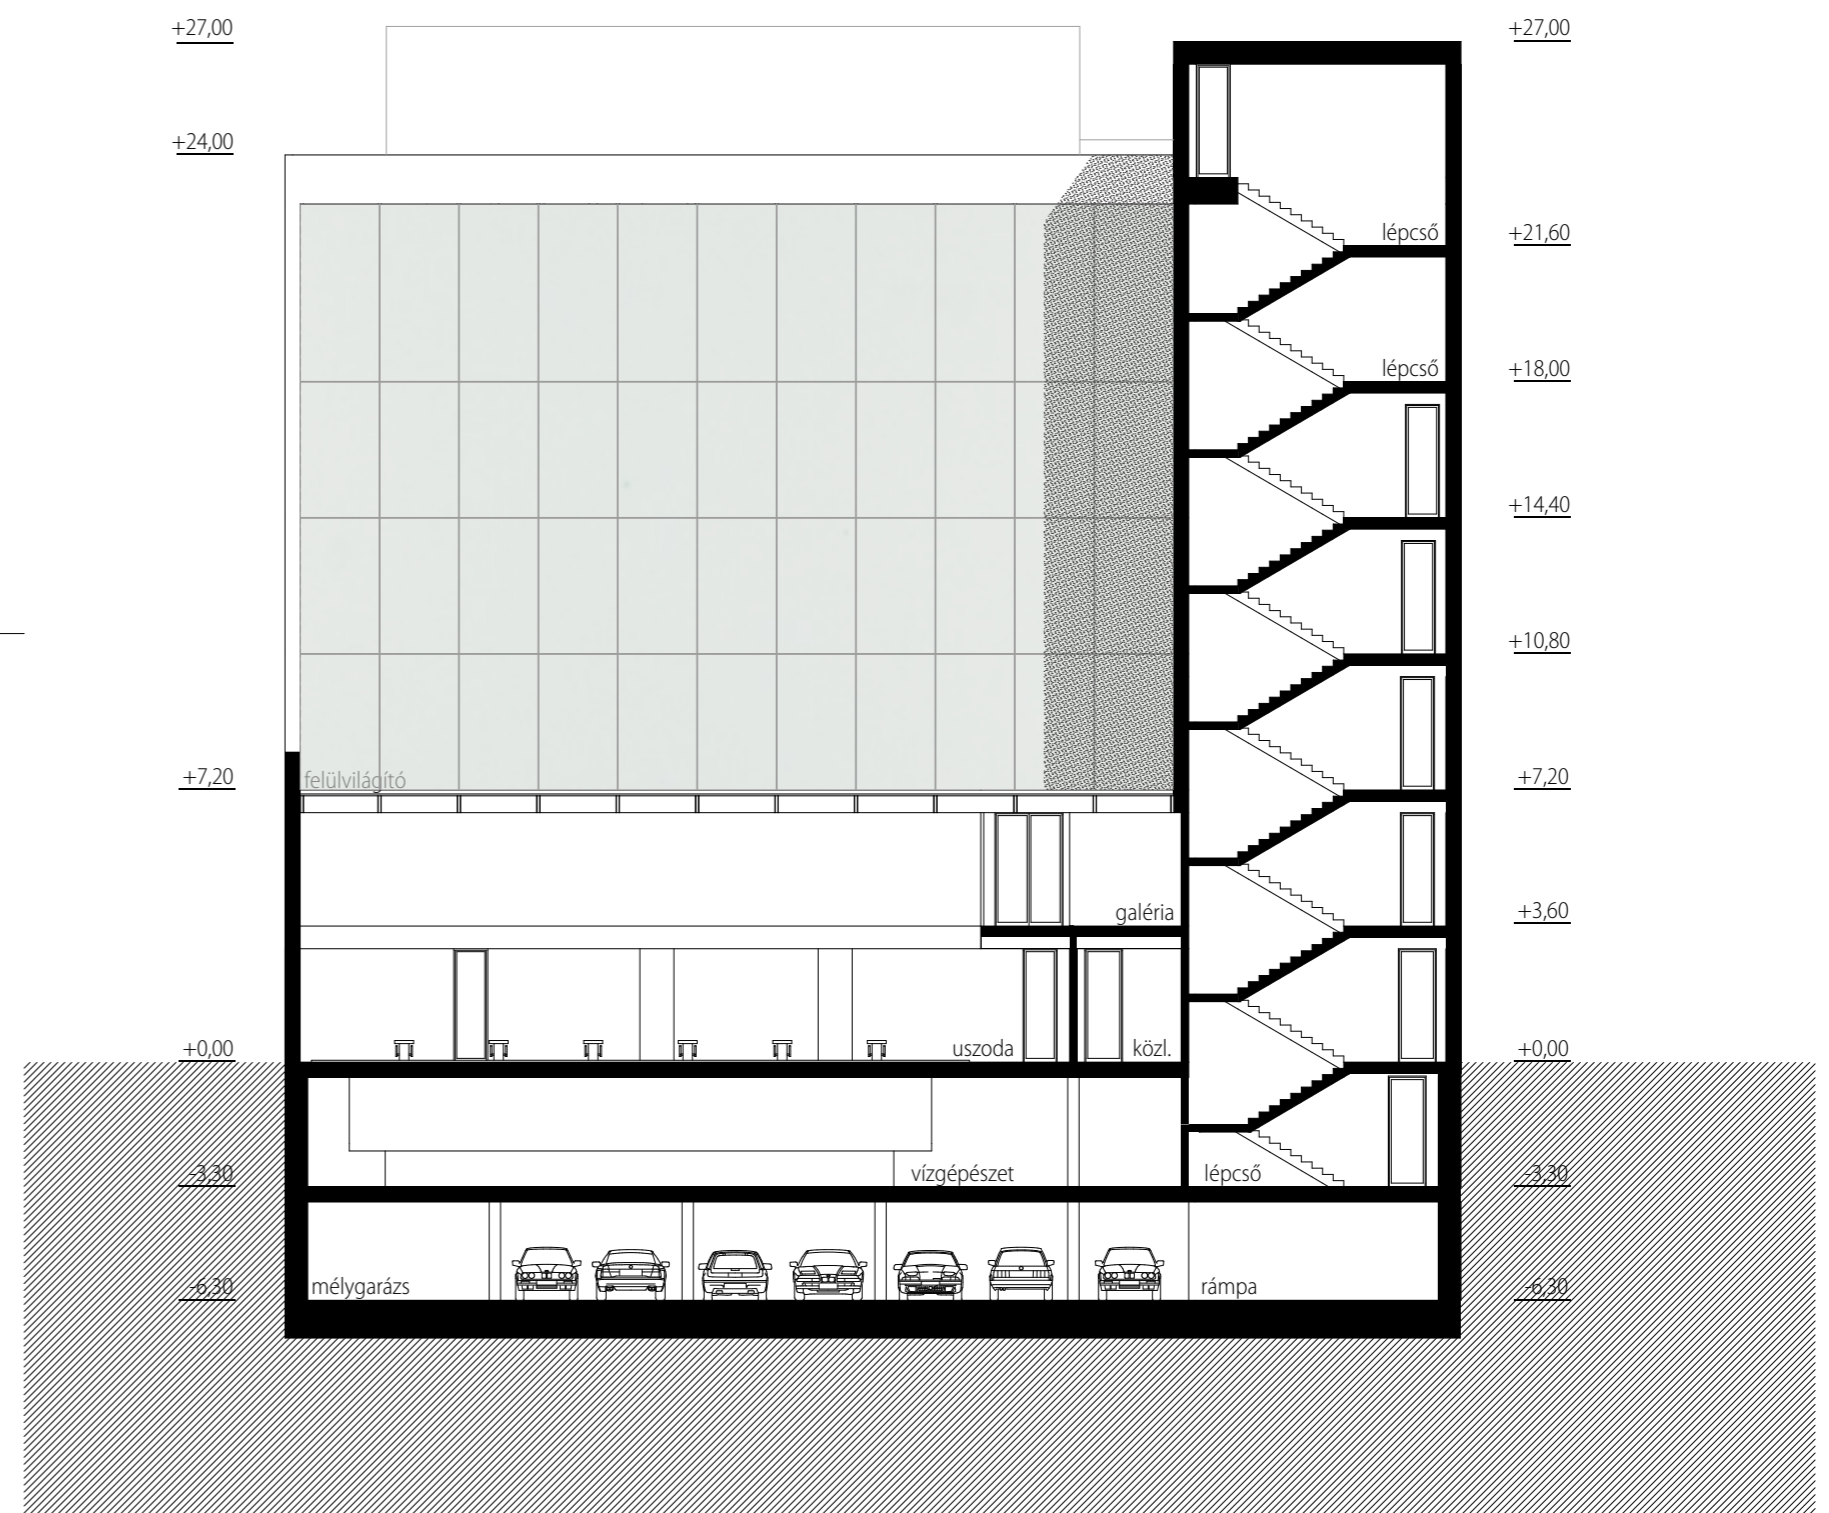 +27,00 +27,00
+24,00
lépcső +21,60
lépcső +18,00
+14,40
+10,80
+7,20 felülvilágító +7,20
galéria +3,60
+0,00 uszoda közl. +0,00
-3,30 vízgépészet lépcső -3,30
-6,30 mélygarázs rámpa -6,30